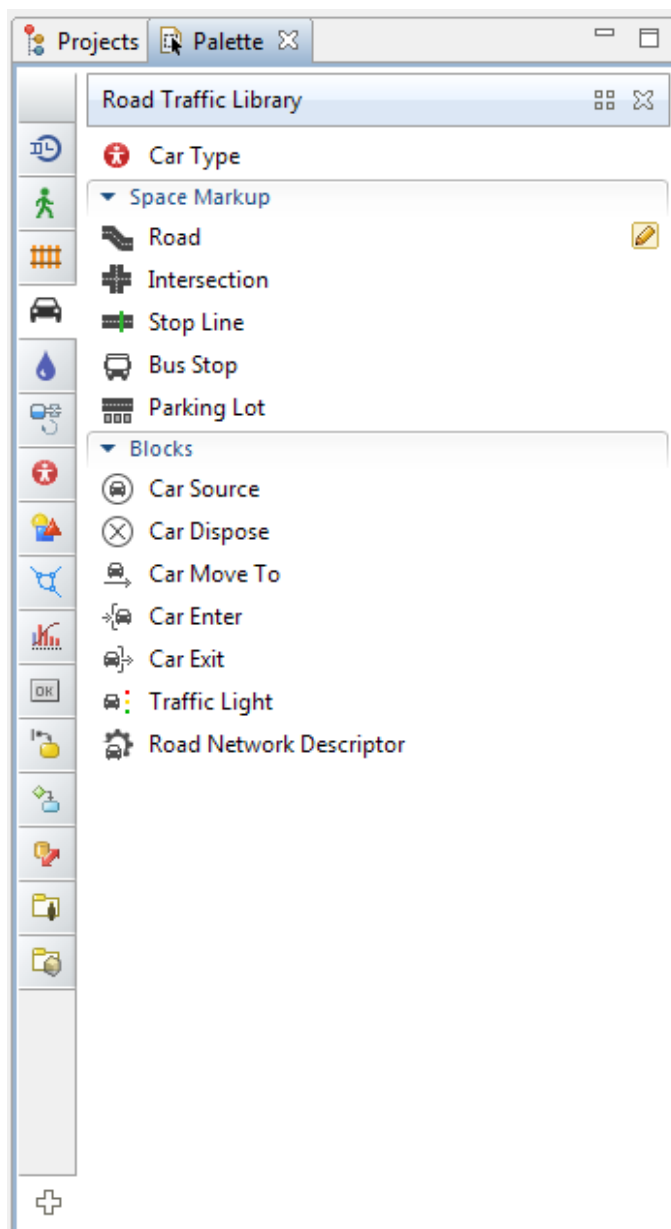 Projects Palette
Road Traffic Library
Car Type
Space Markup
Road
Intersection
Stop Line
Bus Stop
Parking Lot
Blocks
Car Source
Car Dispose
Car Move To
Car Enter
Car Exit
Traffic Light
OK
Road Network Descriptor